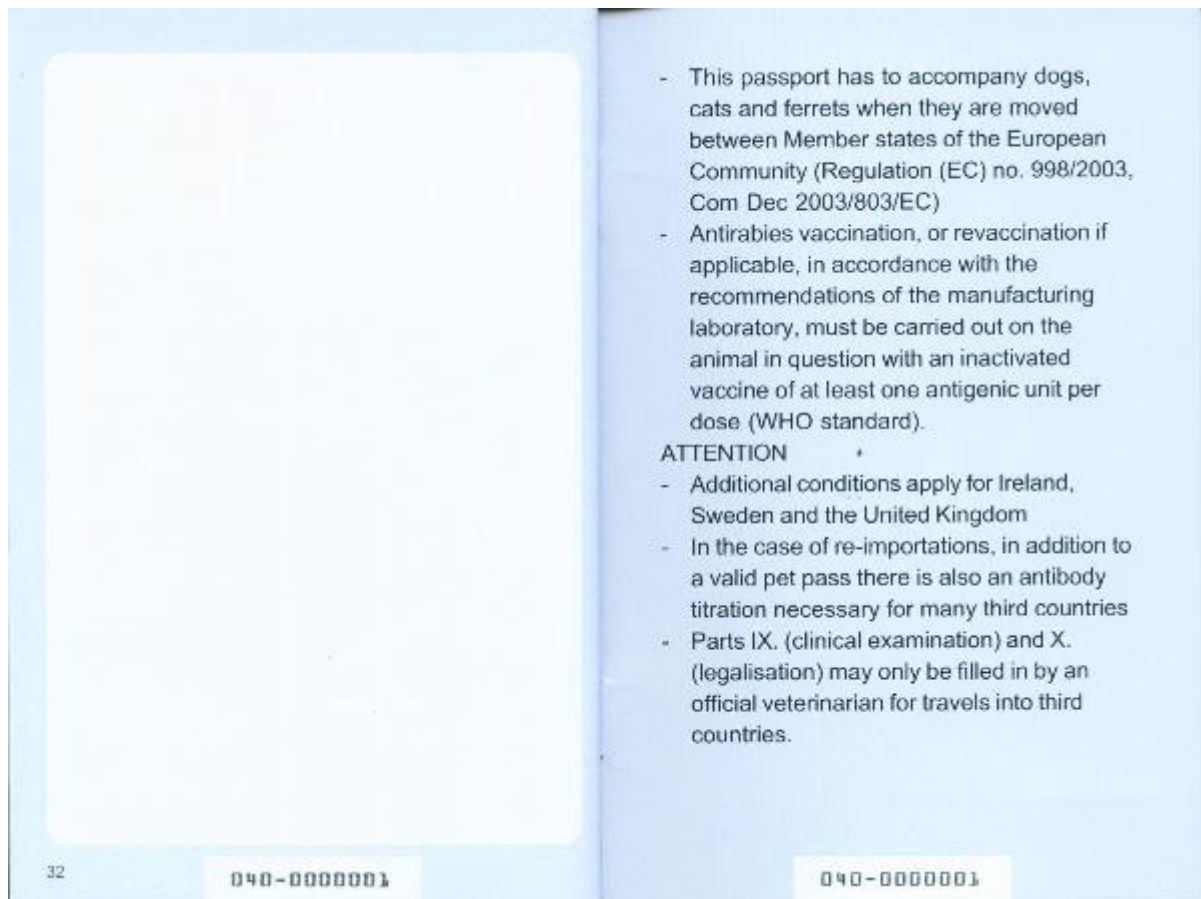 32
040-0000001
- This passport has to accompany dogs,
cats and ferrets when they are moved
between Member states of the European
Community (Regulation (EC) no. 998/2003,
Com Dec 2003/803/EC)
- Antirabies vaccination, or revaccination if
applicable, in accordance with the
recommendations of the manufacturing
laboratory, must be carried out on the
animal in question with an inactivated
vaccine of at least one antigenic unit per
dose (WHO standard).
ATTENTION
- Additional conditions apply for Ireland,
Sweden and the United Kingdom
- In the case of re-importations, in addition to
a valid pet pass there is also an antibody
titration necessary for many third countries
- Parts IX. (clinical examination) and X.
(legalisation) may only be filled in by an
official veterinarian for travels into third
countries.
040-0000001